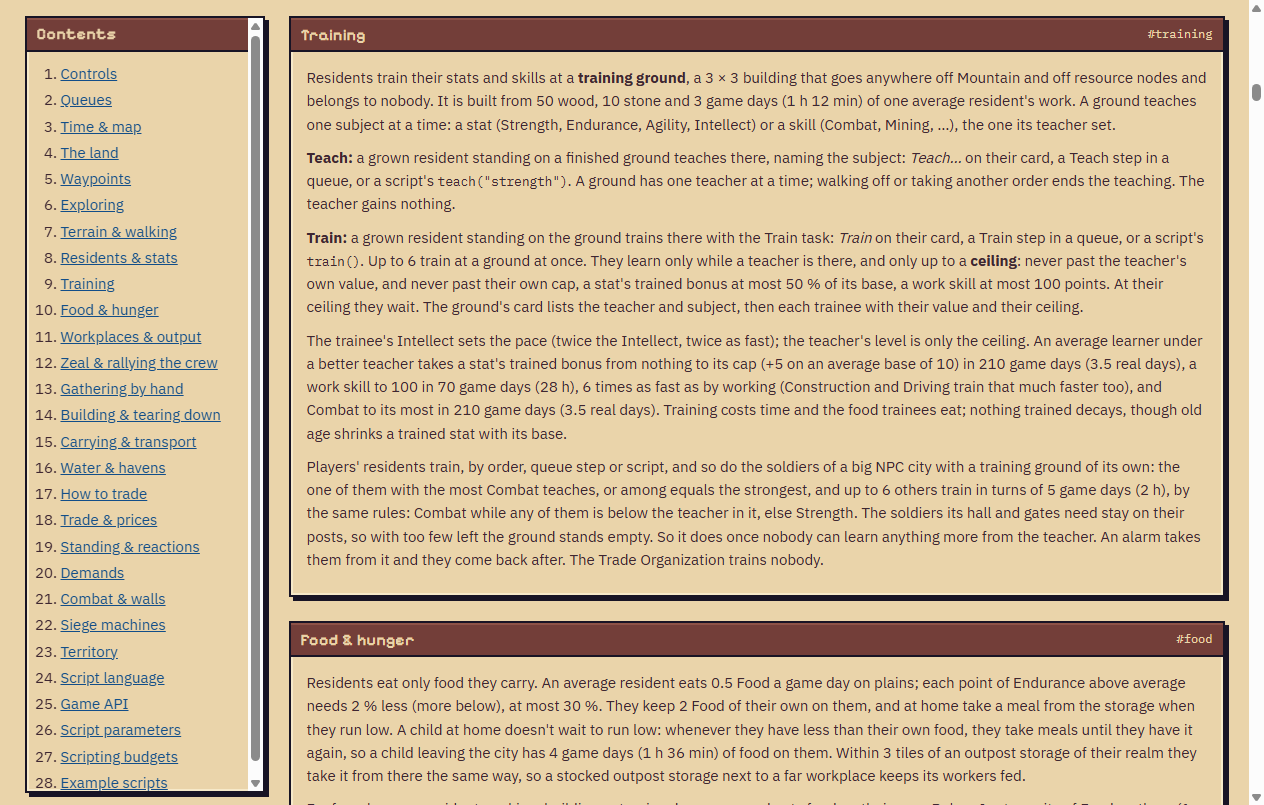 Contents
1. Controls
2. Queues
3. Time & map
4. The land
5. Waypoints
6. Exploring
7. Terrain & walking
8. Residents & stats
9. Training
10. Food & hunger
11. Workplaces & output
12. Zeal & rallying the crew
13. Gathering by hand
14. Building & tearing down
15. Carrying & transport
16. Water & havens
17. How to trade
18. Trade & prices
19. Standing & reactions
20. Demands
21. Combat & walls
22. Siege machines
23. Territory
24. Script language
25. Game API
26. Script parameters
27. Scripting budgets
28. Example scripts
Training #training
Residents train their stats and skills at a training ground, a 3 × 3 building that goes anywhere off Mountain and off resource nodes and
belongs to nobody. It is built from 50 wood, 10 stone and 3 game days (1 h 12 min) of one average resident's work. A ground teaches
one subject at a time: a stat (Strength, Endurance, Agility, Intellect) or a skill (Combat, Mining, ...), the one its teacher set.
Teach: a grown resident standing on a finished ground teaches there, naming the subject: Teach... on their card, a Teach step in a
queue, or a script's teach("strength"). A ground has one teacher at a time; walking off or taking another order ends the teaching. The
teacher gains nothing.
Train: a grown resident standing on the ground trains there with the Train task: Train on their card, a Train step in a queue, or a script's
train(). Up to 6 train at a ground at once. They learn only while a teacher is there, and only up to a ceiling: never past the teacher's
own value, and never past their own cap, a stat's trained bonus at most 50 % of its base, a work skill at most 100 points. At their
ceiling they wait. The ground's card lists the teacher and subject, then each trainee with their value and their ceiling.
The trainee's Intellect sets the pace (twice the Intellect, twice as fast); the teacher's level is only the ceiling. An average learner under
a better teacher takes a stat's trained bonus from nothing to its cap (+5 on an average base of 10) in 210 game days (3.5 real days), a
work skill to 100 in 70 game days (28 h), 6 times as fast as by working (Construction and Driving train that much faster too), and
Combat to its most in 210 game days (3.5 real days). Training costs time and the food trainees eat; nothing trained decays, though old
age shrinks a trained stat with its base.
Players' residents train, by order, queue step or script, and so do the soldiers of a big NPC city with a training ground of its own: the
one of them with the most Combat teaches, or among equals the strongest, and up to 6 others train in turns of 5 game days (2 h), by
the same rules: Combat while any of them is below the teacher in it, else Strength. The soldiers its hall and gates need stay on their
posts, so with too few left the ground stands empty. So it does once nobody can learn anything more from the teacher. An alarm takes
them from it and they come back after. The Trade Organization trains nobody.
Food & hunger #food
Residents eat only food they carry. An average resident eats 0.5 Food a game day on plains; each point of Endurance above average
needs 2 % less (more below), at most 30 %. They keep 2 Food of their own on them, and at home take a meal from the storage when
they run low. A child at home doesn't wait to run low: whenever they have less than their own food, they take meals until they have it
again, so a child leaving the city has 4 game days (1 h 36 min) of food on them. Within 3 tiles of an outpost storage of their realm they
take it from there the same way, so a stocked outpost storage next to a far workplace keeps its workers fed.